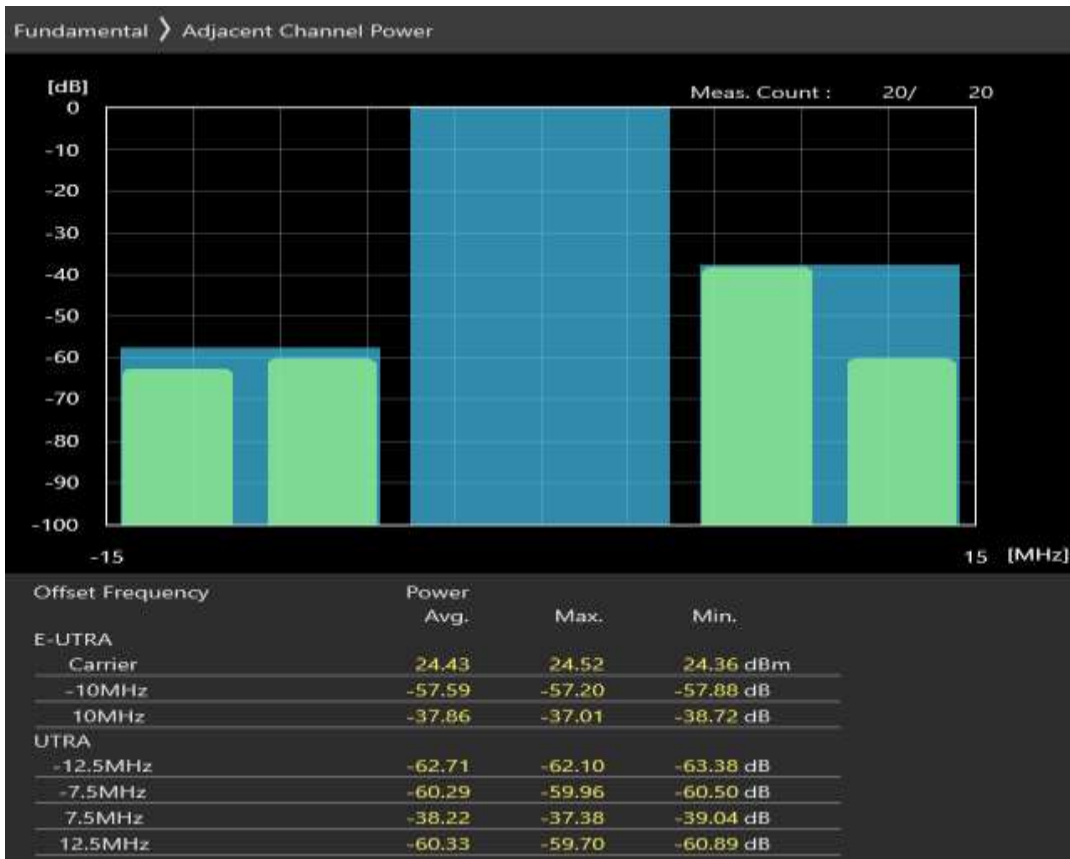 Fundamental 〉 Adjacent Channel Power
[dB]
Meas. Count : 20/ 20
0
-10
-20
-30
-40
-50
-60
-70
-80
-90
-100
-15 15 [MHz]
Offset Frequency Power
Avg. Max. Min.
E-UTRA
Carrier 24.43 24.52 24.36 dBm
-10MHz -57.59 -57.20 -57.88 dB
10MHz -37.86 -37.01 -38.72 dB
UTRA
-12.5MHz -62.71 -62.10 -63.38 dB
-7.5MHz -60.29 -59.96 -60.50 dB
7.5MHz -38.22 -37.38 -39.04 dB
12.5MHz -60.33 -59.70 -60.89 dB